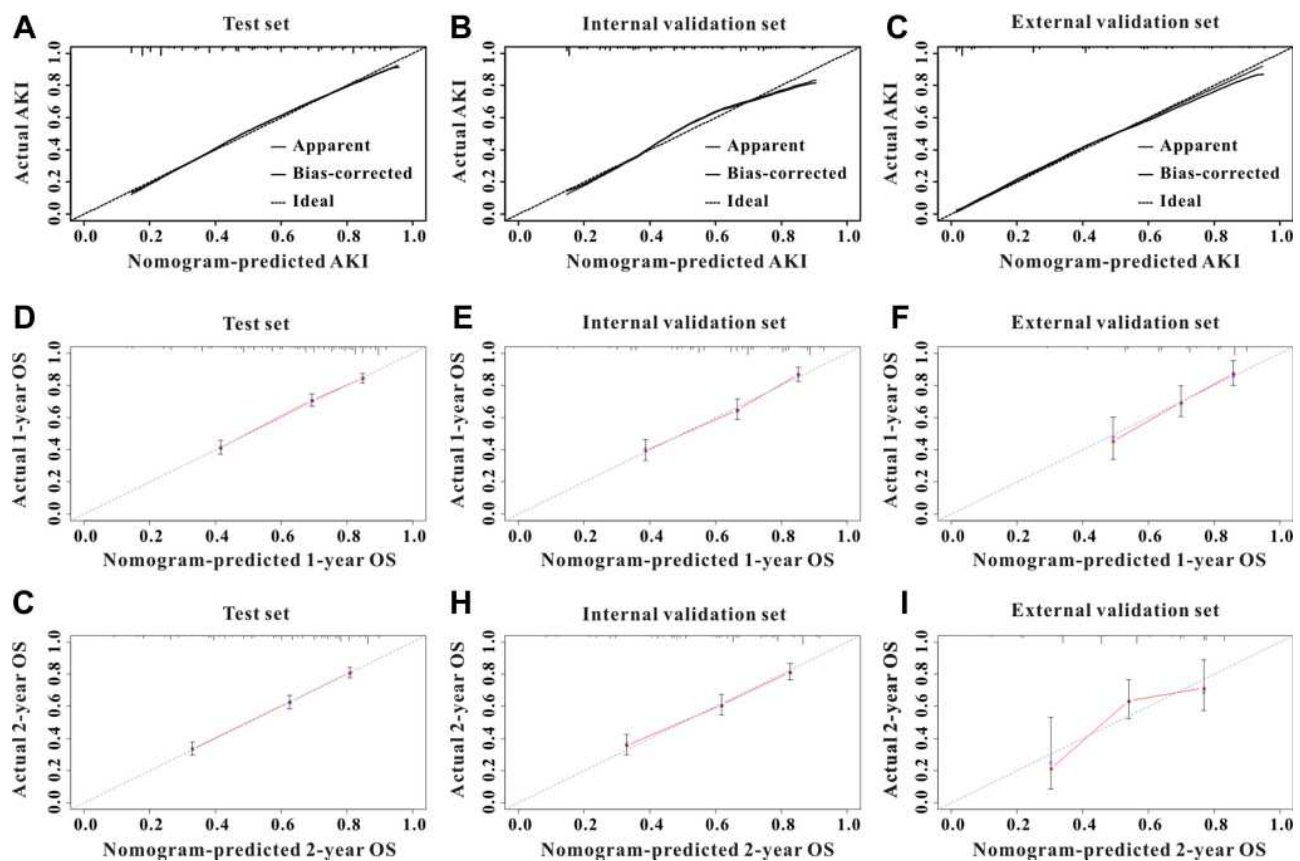 A Test set
Actual AKI
0.0 0.2 0.4 0.6 0.8 1.0
Apparent
Bias-corrected
Ideal
0.0 0.2 0.4 0.6 0.8 1.0
Nomogram-predicted AKI
B Internal validation set
Actual AKI
0.0 0.2 0.4 0.6 0.8 1.0
Apparent
Bias-corrected
Ideal
0.0 0.2 0.4 0.6 0.8 1.0
Nomogram-predicted AKI
C External validation set
Actual AKI
0.0 0.2 0.4 0.6 0.8 1.0
Apparent
Bias-corrected
Ideal
0.0 0.2 0.4 0.6 0.8 1.0
Nomogram-predicted AKI
D Test set
Actual 1-year OS
0.0 0.2 0.4 0.6 0.8 1.0
0.0 0.2 0.4 0.6 0.8 1.0
Nomogram-predicted 1-year OS
E Internal validation set
Actual 1-year OS
0.0 0.2 0.4 0.6 0.8 1.0
0.0 0.2 0.4 0.6 0.8 1.0
Nomogram-predicted 1-year OS
F External validation set
Actual 1-year OS
0.0 0.2 0.4 0.6 0.8 1.0
0.0 0.2 0.4 0.6 0.8 1.0
Nomogram-predicted 1-year OS
C Test set
Actual 2-year OS
0.0 0.2 0.4 0.6 0.8 1.0
0.0 0.2 0.4 0.6 0.8 1.0
Nomogram-predicted 2-year OS
H Internal validation set
Actual 2-year OS
0.0 0.2 0.4 0.6 0.8 1.0
0.0 0.2 0.4 0.6 0.8 1.0
Nomogram-predicted 2-year OS
I External validation set
Actual 2-year OS
0.0 0.2 0.4 0.6 0.8 1.0
0.0 0.2 0.4 0.6 0.8 1.0
Nomogram-predicted 2-year OS